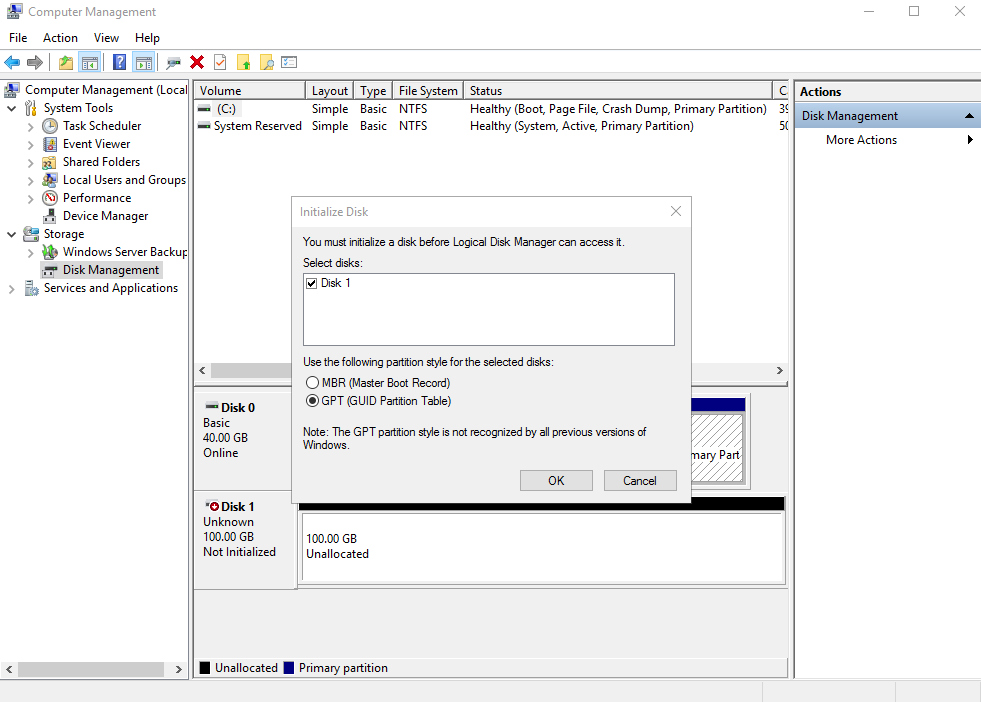 Computer Management
File Action View Help
Computer Management (Local
System Tools
Task Scheduler
Event Viewer
Shared Folders
Local Users and Groups
Performance
Device Manager
Storage
Windows Server Backup
Disk Management
Services and Applications
Volume Layout Type File System Status C
(C:) Simple Basic NTFS Healthy (Boot, Page File, Crash Dump, Primary Partition) 39
System Reserved Simple Basic NTFS Healthy (System, Active, Primary Partition) 50
Initialize Disk
You must initialize a disk before Logical Disk Manager can access it.
Select disks:
Disk 1
Use the following partition style for the selected disks:
MBR (Master Boot Record)
GPT (GUID Partition Table)
Note: The GPT partition style is not recognized by all previous versions of
Windows.
OK Cancel
Disk 0
Basic
40.00 GB
Online
mary Part
Disk 1
Unknown
100.00 GB
Not Initialized
100.00 GB
Unallocated
Unallocated Primary partition
Actions
Disk Management
More Actions